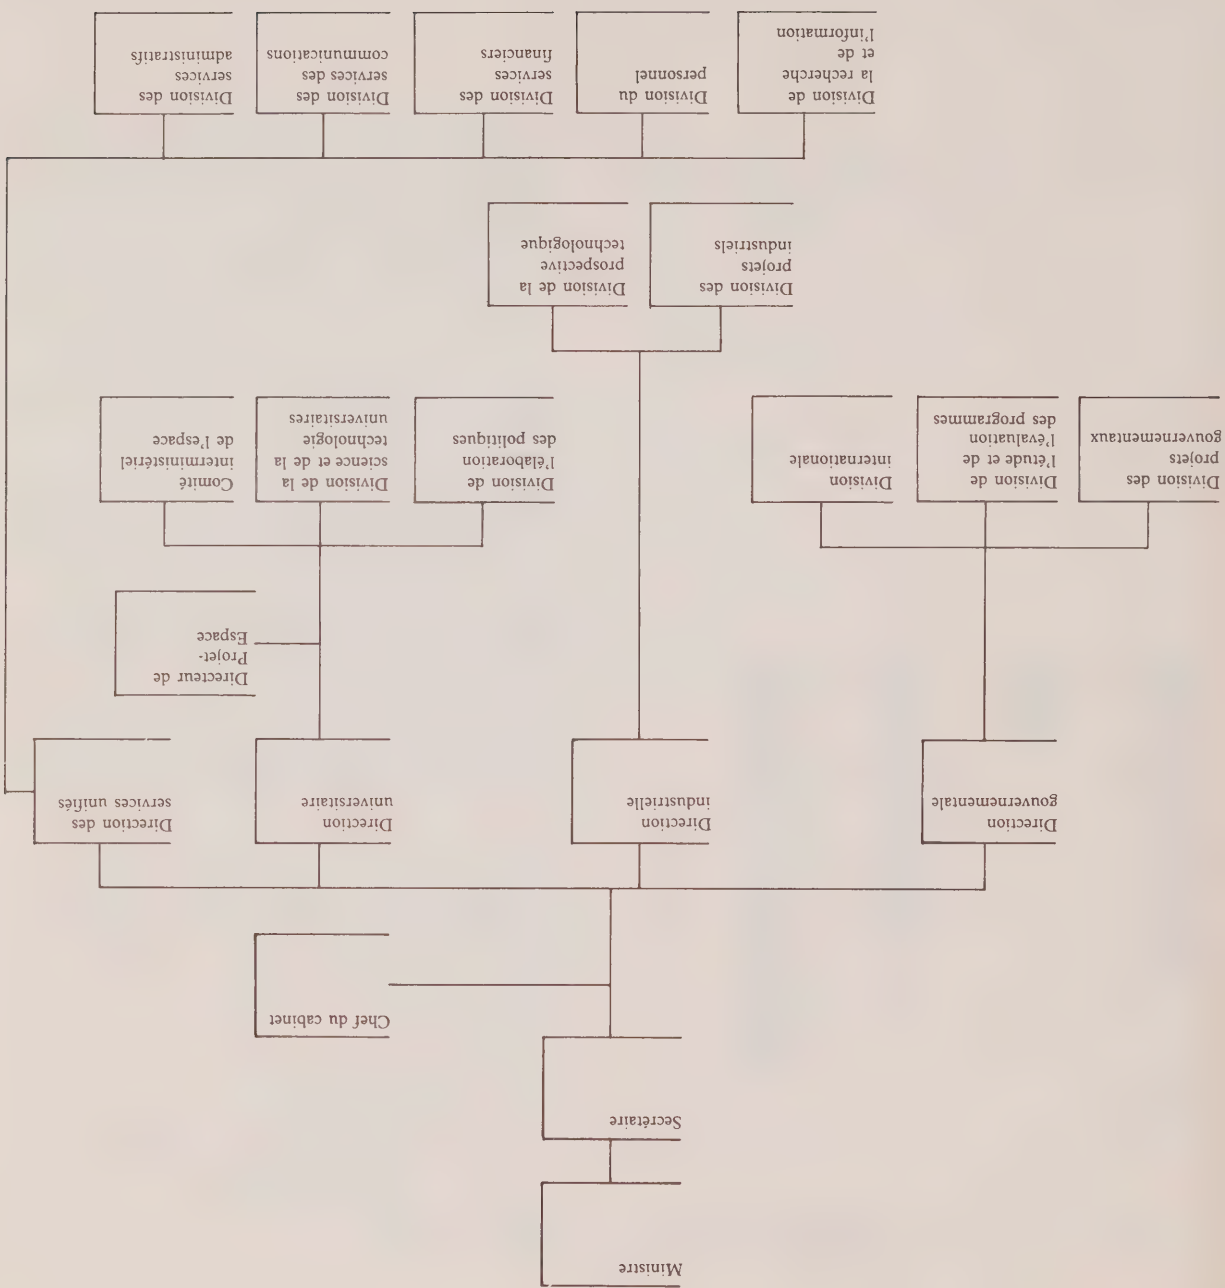 Ministre
Secrétaire
Chef du cabinet
Direction
gouvernementale
Direction
industrielle
Direction
universitaire
Direction des
services unifiés
Directeur de
Projet-
Espace
Division des
projets
gouvernementaux
Division de
l'étude et de
l'évaluation
des programmes
Division
internationale
Division de
l'élaboration
des politiques
Division de la
science et de la
technologie
universitaires
Comité
interministériel
de l'espace
Division des
projets
industriels
Division de la
prospective
technologique
Division de
la recherche
et de
l'information
Division du
personnel
Division des
services
financiers
Division des
services des
communications
Division des
services
administratifs